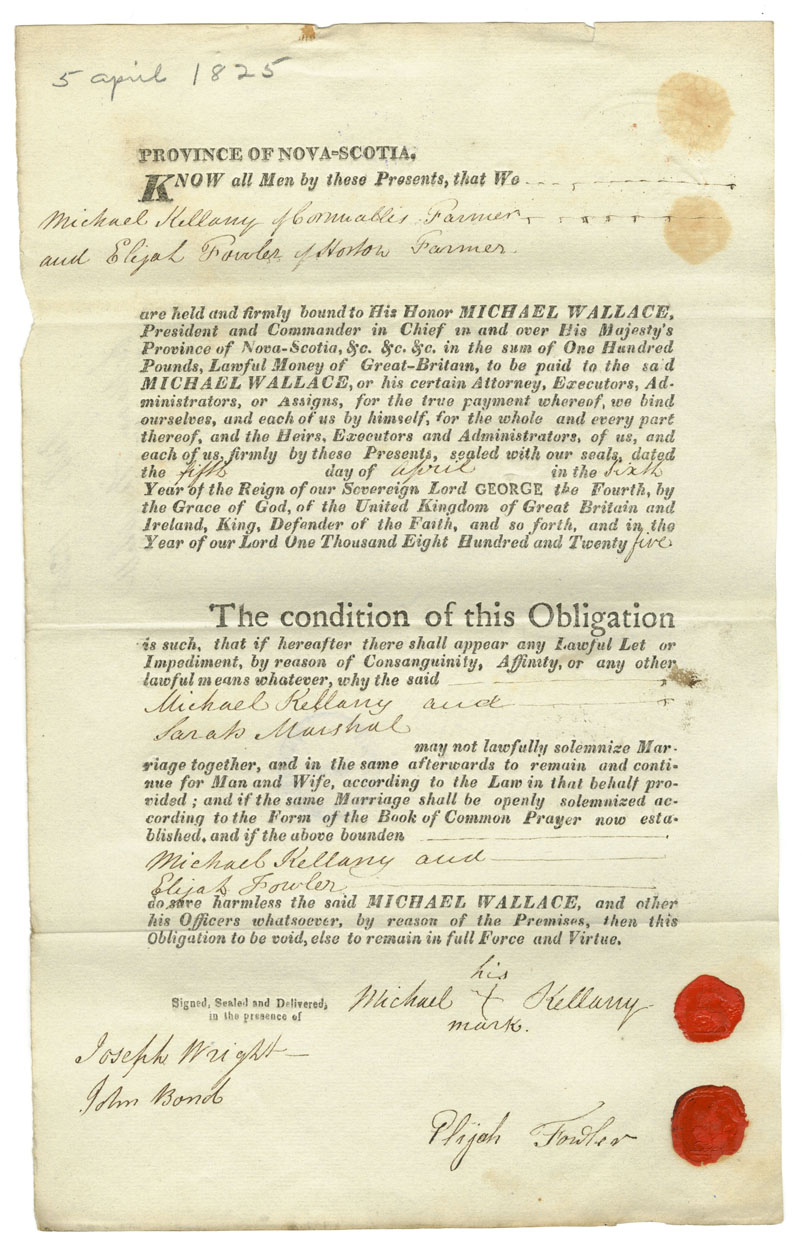 5 april 1825
PROVINCE OF NOVA-SCOTIA.
KNOW all Men by these Presents, that We
Michael Kellany of Cornwallis Farmer
and Elijah Fowler of Horton Farmer.
are held and firmly bound to His Honor MICHAEL WALLACE,
President and Commander in Chief in and over His Majesty's
Province of Nova-Scotia, &c. &c. &c. in the sum of One Hundred
Pounds, Lawful Money of Great-Britain, to be paid to the said
MICHAEL WALLACE, or his certain Attorney, Executors, Ad-
ministrators, or Assigns, for the true payment whereof, we bind
ourselves, and each of us by himself, for the whole and every part
thereof, and the Heirs, Executors and Administrators, of us, and
each of us, firmly by these Presents, sealed with our seals, dated
the fifth day of april in the Sixth
Year of the Reign of our Sovereign Lord GEORGE the Fourth, by
the Grace of God, of the United Kingdom of Great Britain and
Ireland, King, Defender of the Faith, and so forth, and in the
Year of our Lord One Thousand Eight Hundred and Twenty five
The condition of this Obligation
is such, that if hereafter there shall appear any Lawful Let or
Impediment, by reason of Consanguinity, Affinity, or any other
lawful means whatever, why the said
Michael Kellany and
Sarah Marshal
may not lawfully solemnize Mar-
riage together, and in the same afterwards to remain and conti-
nue for Man and Wife, according to the Law in that behalf pro-
vided; and if the same Marriage shall be openly solemnized ac-
cording to the Form of the Book of Common Prayer now esta-
blished, and if the above bounden
Michael Kellany and
Elijah Fowler
do save harmless the said MICHAEL WALLACE, and other
his Officers whatsoever, by reason of the Premises, then this
Obligation to be void, else to remain in full Force and Virtue.
his
Signed, Sealed and Delivered, Michael + Kellany
in the presence of mark.
Joseph Wright
John Bond
Elijah Fowler